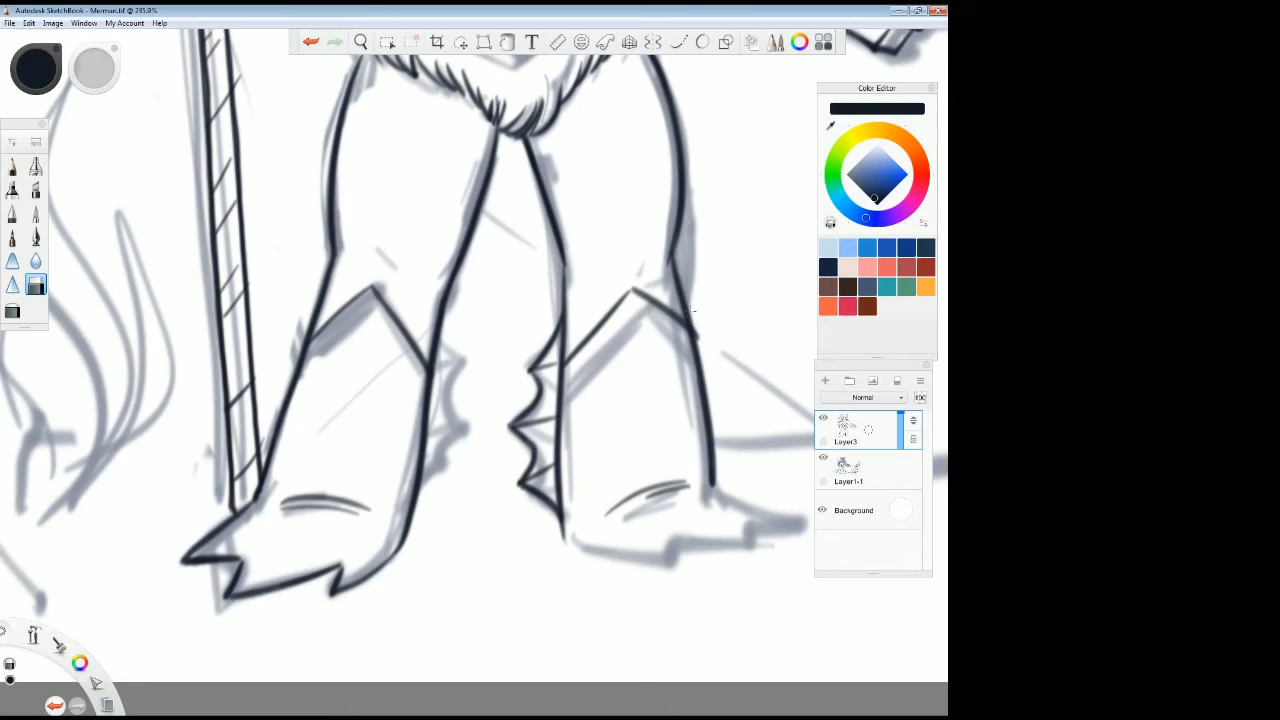 Autodesk SketchBook - Merman.tif @ 235.9%
File Edit Image Window My Account Help
T
Color Editor
Normal
100
Layer3
Layer1-1
Background